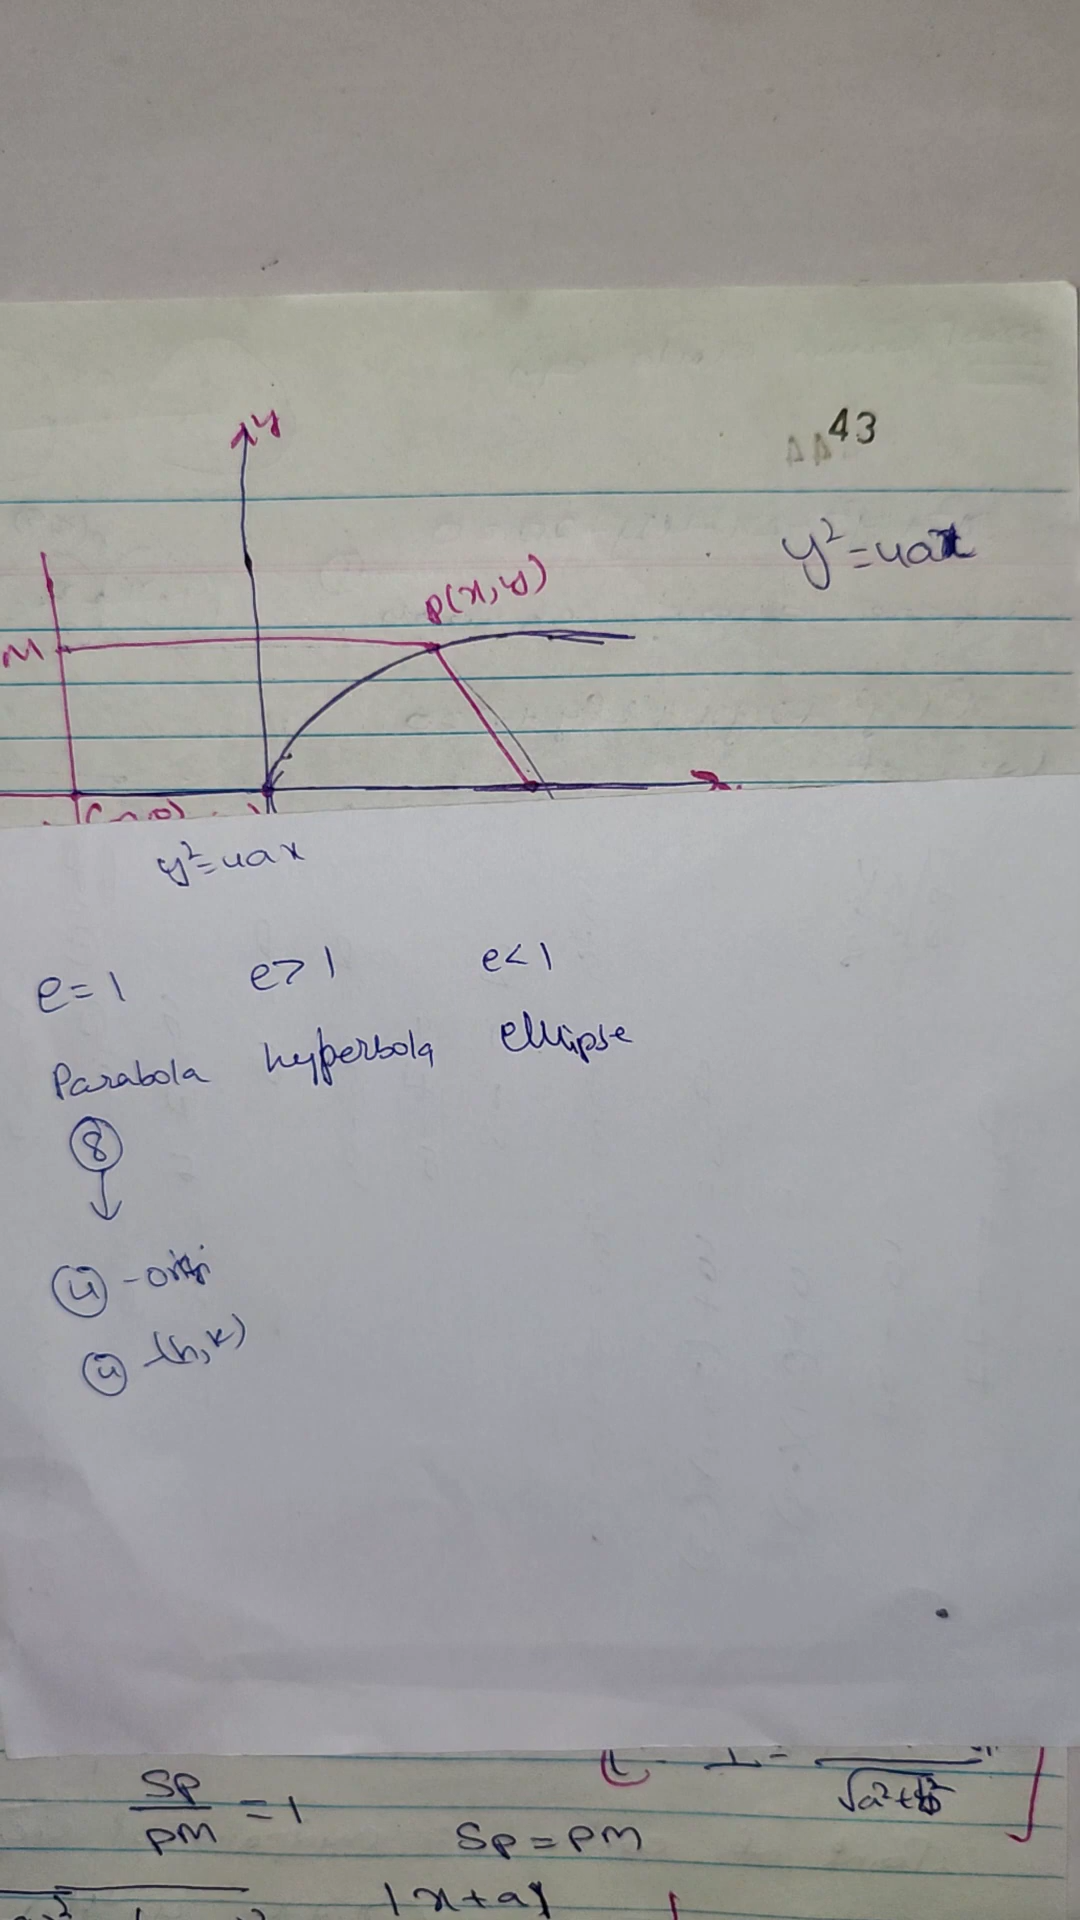 y
43
y²=4ax
P(x,y)
M
y²=4ax
e=1 e>1 e<1
Parabola hyperbola ellipse
8
4 -
4 - (h,k)
SP/PM = 1
√a²+b²
SP = PM
|x+a|